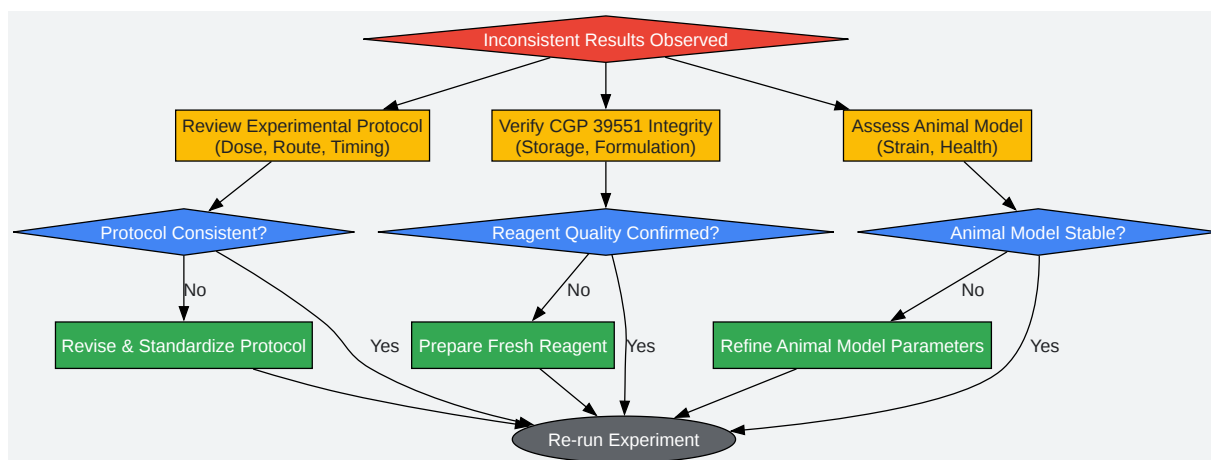 Inconsistent Results Observed
Review Experimental Protocol
(Dose, Route, Timing)
Verify CGP 39551 Integrity
(Storage, Formulation)
Assess Animal Model
(Strain, Health)
Protocol Consistent?
Reagent Quality Confirmed?
Animal Model Stable?
No
No
No
Revise & Standardize Protocol
Yes
Prepare Fresh Reagent
Yes
Refine Animal Model Parameters
Yes
Re-run Experiment